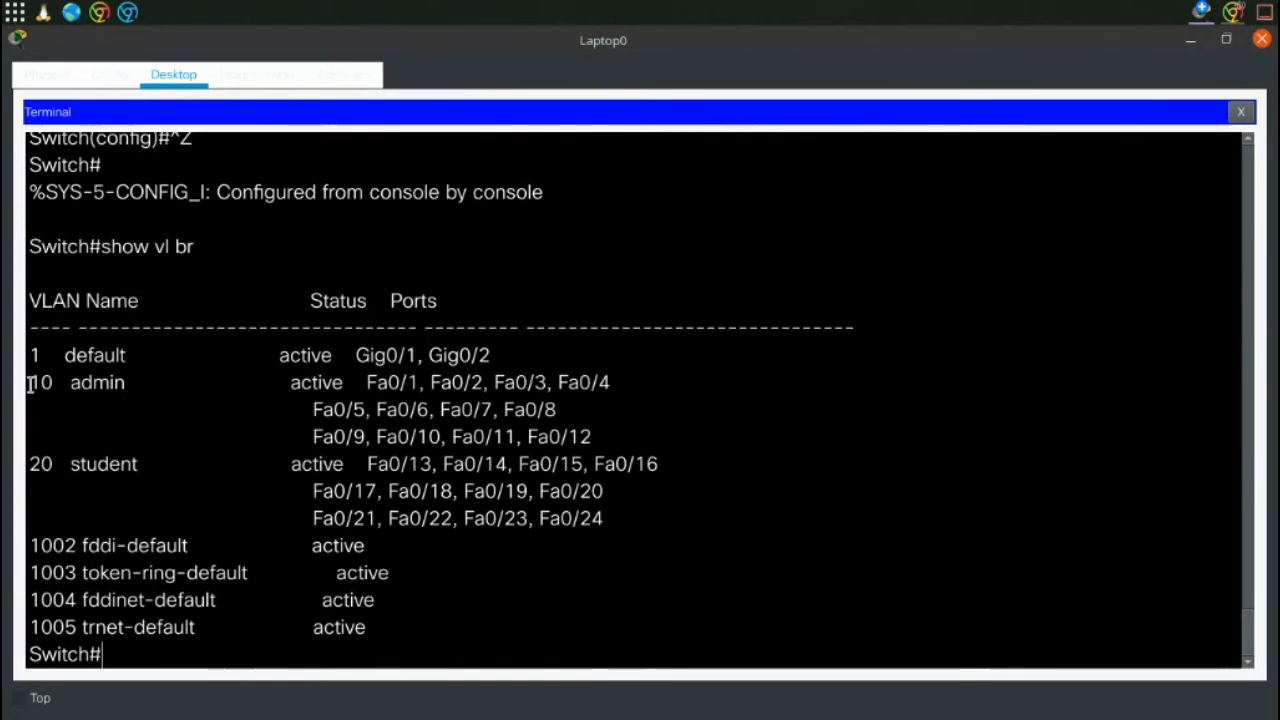 Laptop0
Desktop
Terminal
X
Switch(config)#^Z
Switch#
%SYS-5-CONFIG_I: Configured from console by console
Switch#show vl br
VLAN Name Status Ports
---- -------------------------------- --------- -------------------------------
1 default active Gig0/1, Gig0/2
10 admin active Fa0/1, Fa0/2, Fa0/3, Fa0/4
Fa0/5, Fa0/6, Fa0/7, Fa0/8
Fa0/9, Fa0/10, Fa0/11, Fa0/12
20 student active Fa0/13, Fa0/14, Fa0/15, Fa0/16
Fa0/17, Fa0/18, Fa0/19, Fa0/20
Fa0/21, Fa0/22, Fa0/23, Fa0/24
1002 fddi-default active
1003 token-ring-default active
1004 fddinet-default active
1005 trnet-default active
Switch#
Top